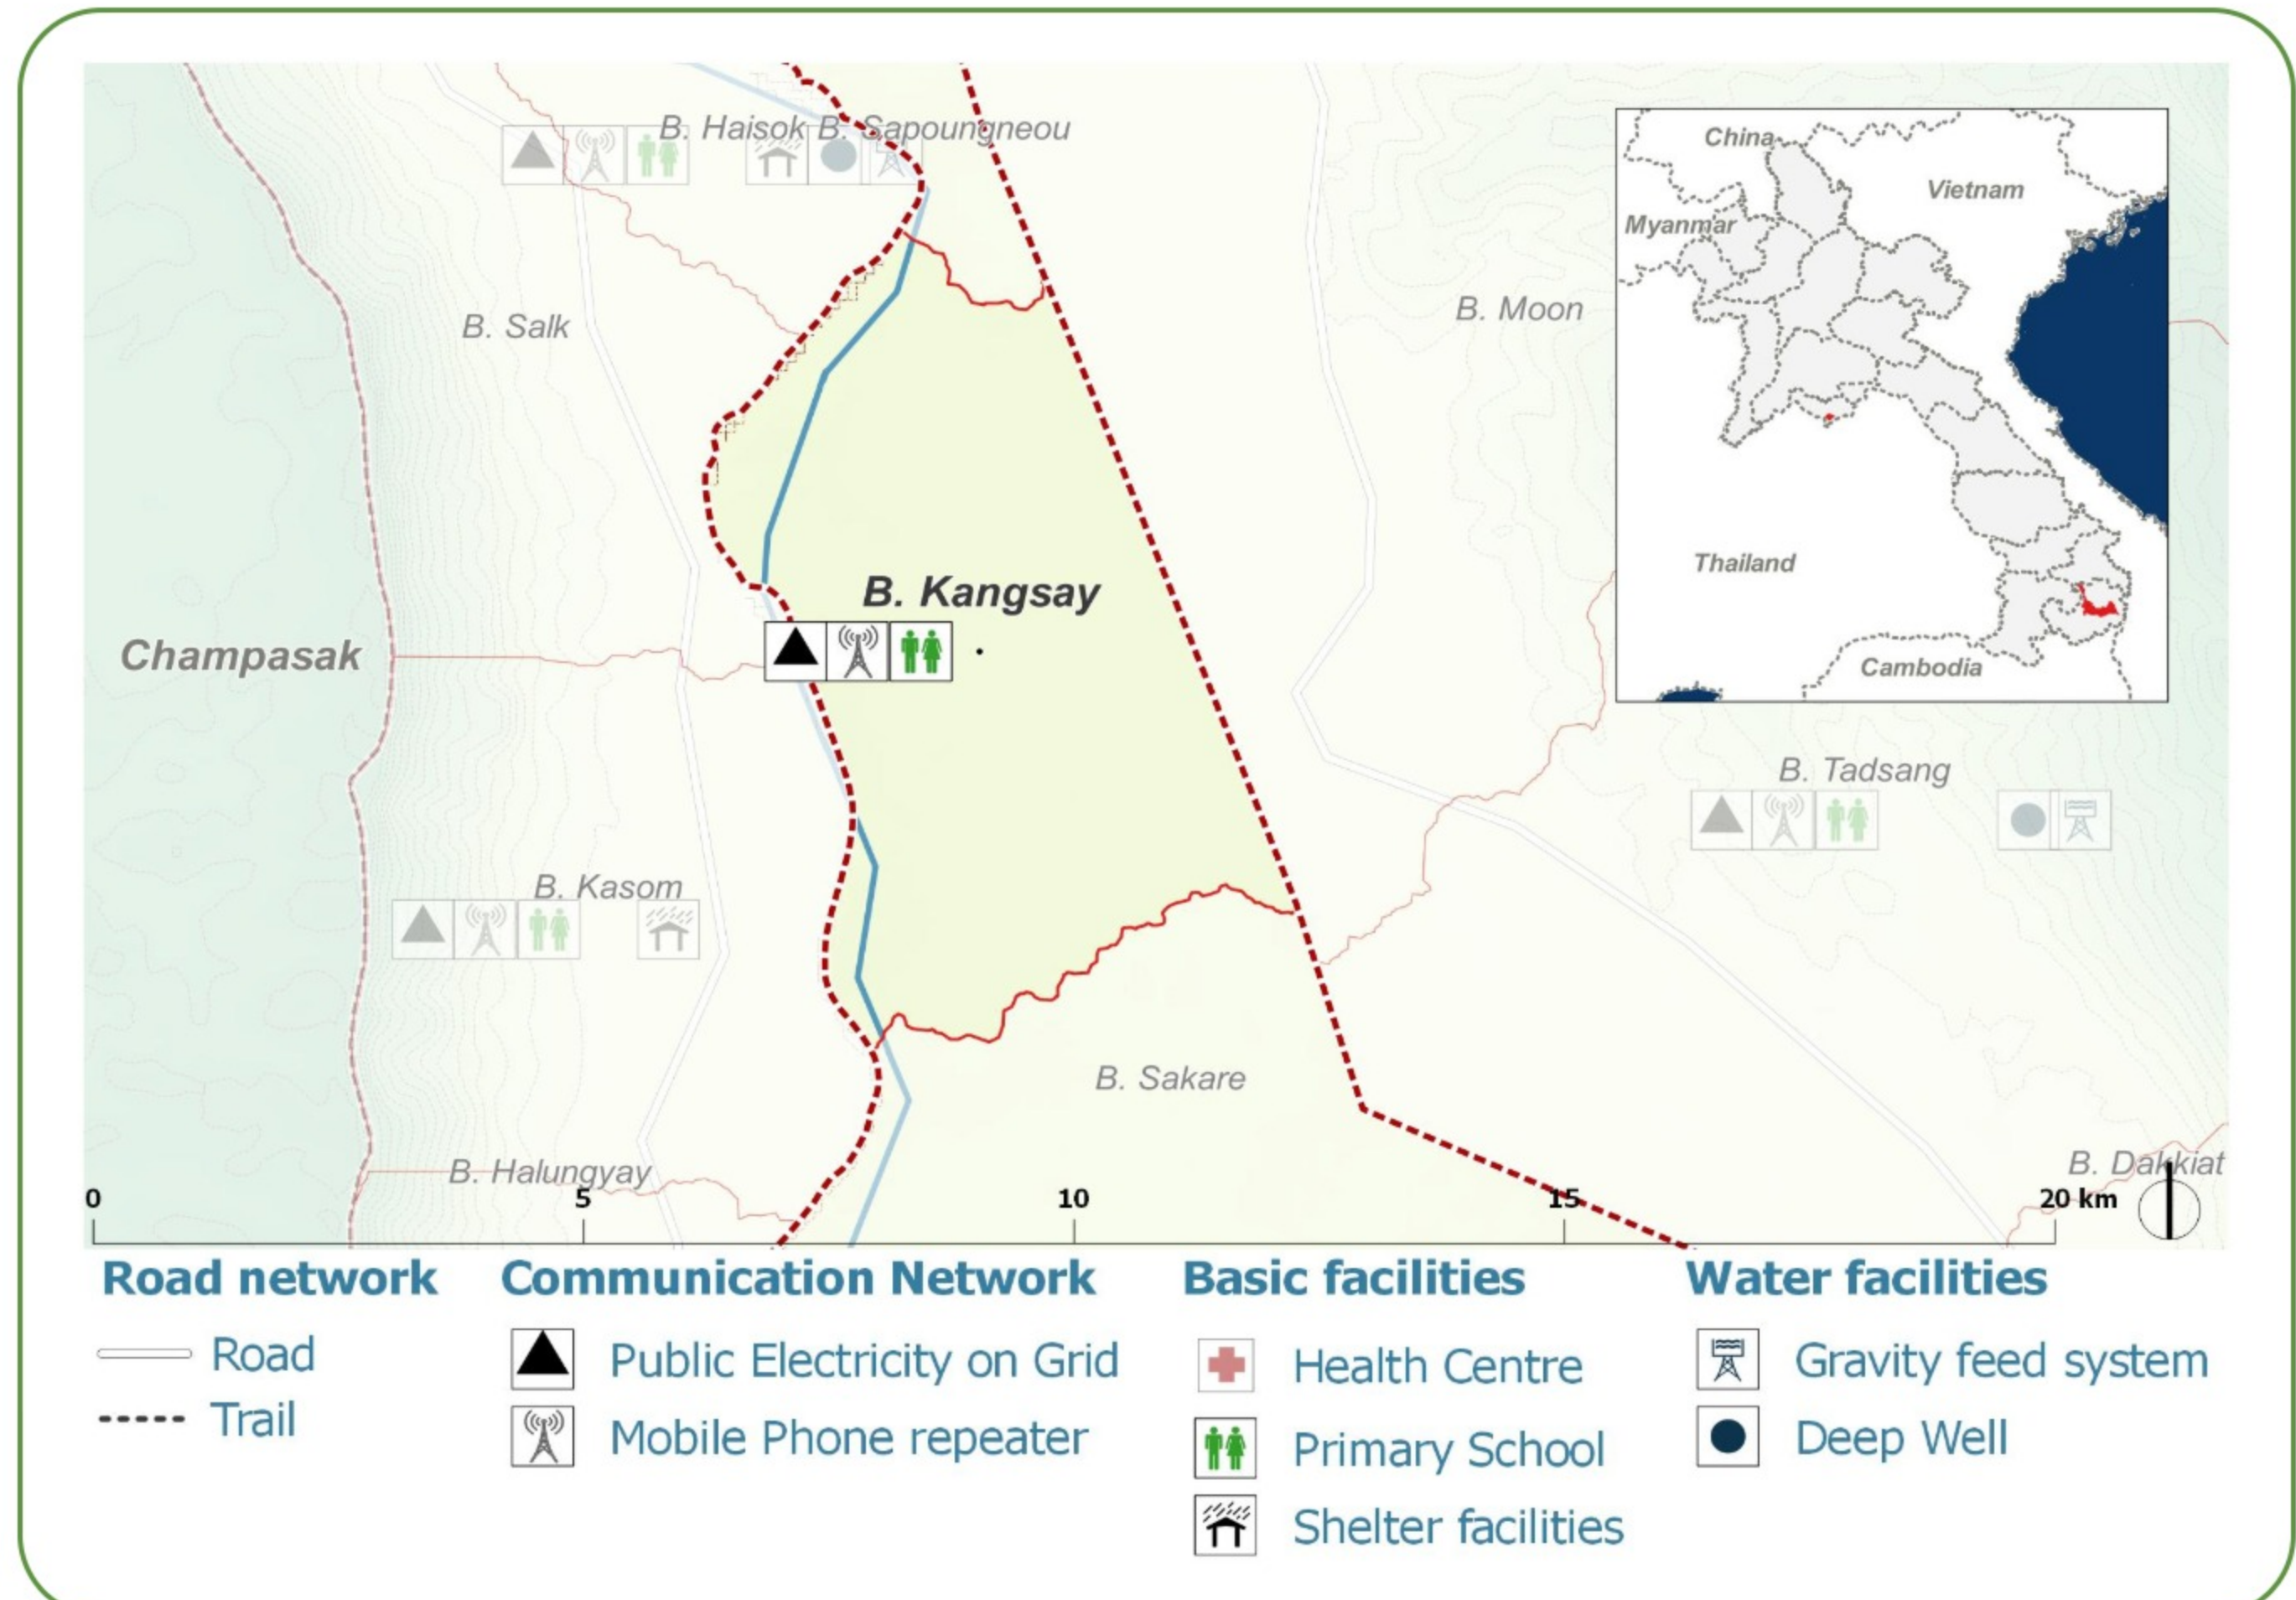 B. Haisok B. Sapoungneou
China
Vietnam
Myanmar
B. Salk
B. Moon
Thailand
B. Kangsay
Champasak
Cambodia
B. Tadsang
B. Kasom
B. Sakare
B. Halungyay
B. Dakkiat
0 5 10 15 20 km
Road network
Road
Trail
Communication Network
Public Electricity on Grid
Mobile Phone repeater
Basic facilities
Health Centre
Primary School
Shelter facilities
Water facilities
Gravity feed system
Deep Well